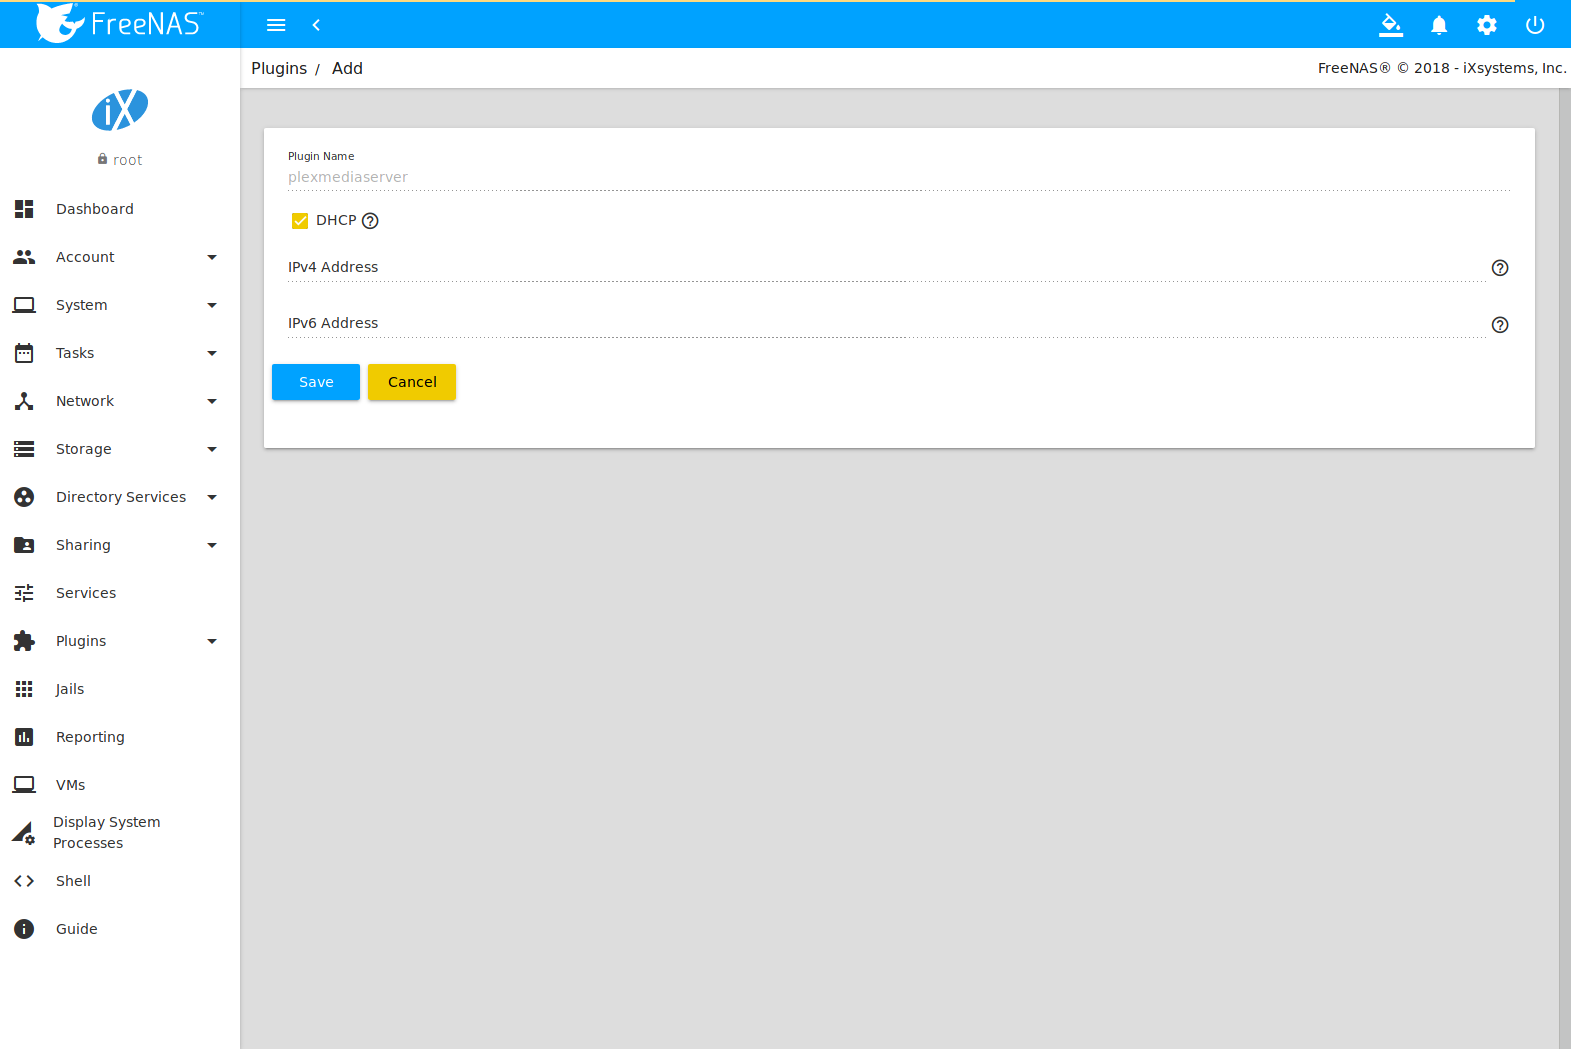 FreeNAS™
Plugins / Add
FreeNAS® © 2018 - iXsystems, Inc.
iX
root
Dashboard
Account
System
Tasks
Network
Storage
Directory Services
Sharing
Services
Plugins
Jails
Reporting
VMs
Display System
Processes
Shell
Guide
Plugin Name
plexmediaserver
DHCP
IPv4 Address
IPv6 Address
Save
Cancel